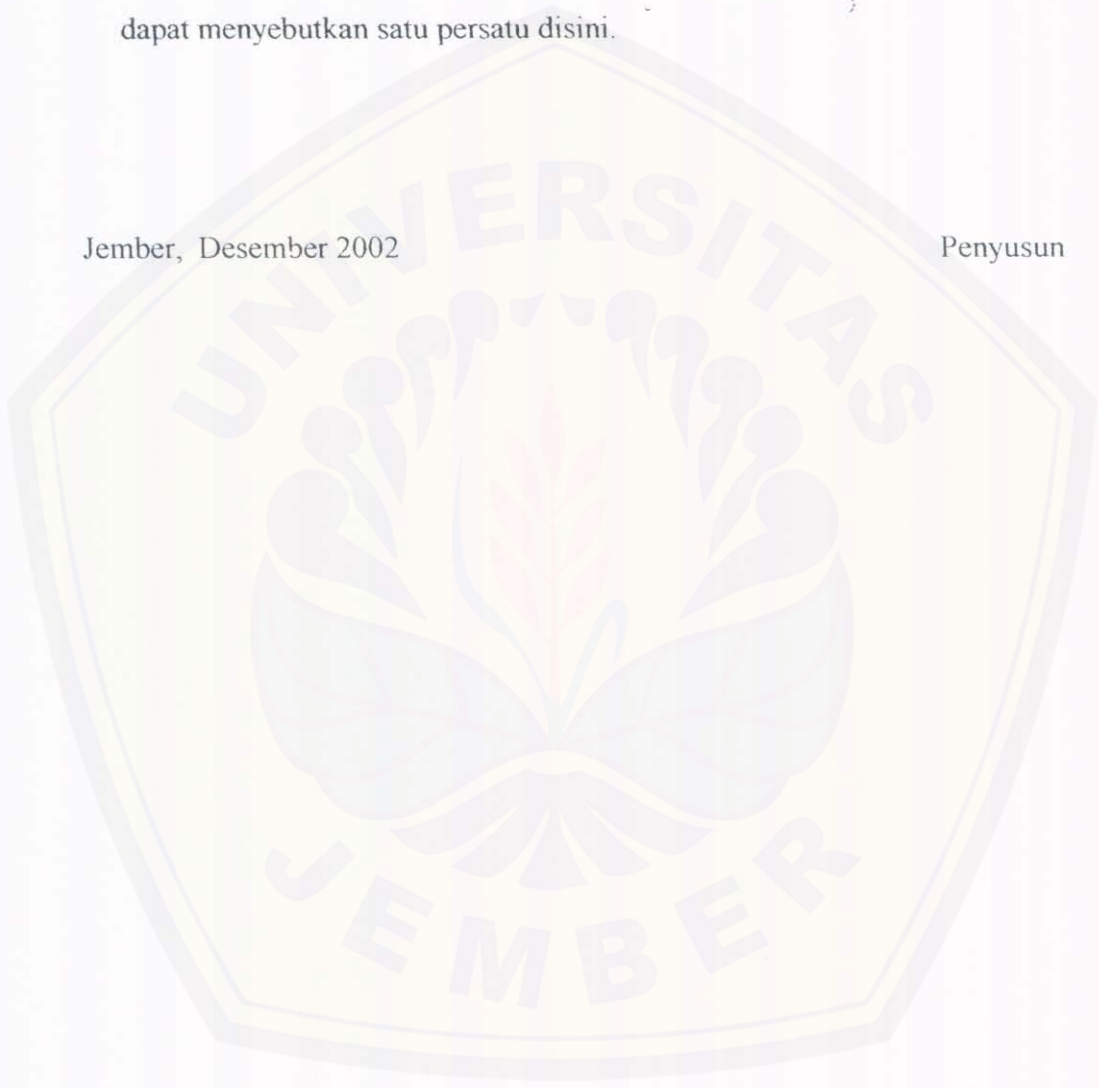 dapat menyebutkan satu persatu disini.
Jember, Desember 2002 Penyusun
UNIVERSITAS
JEMBER